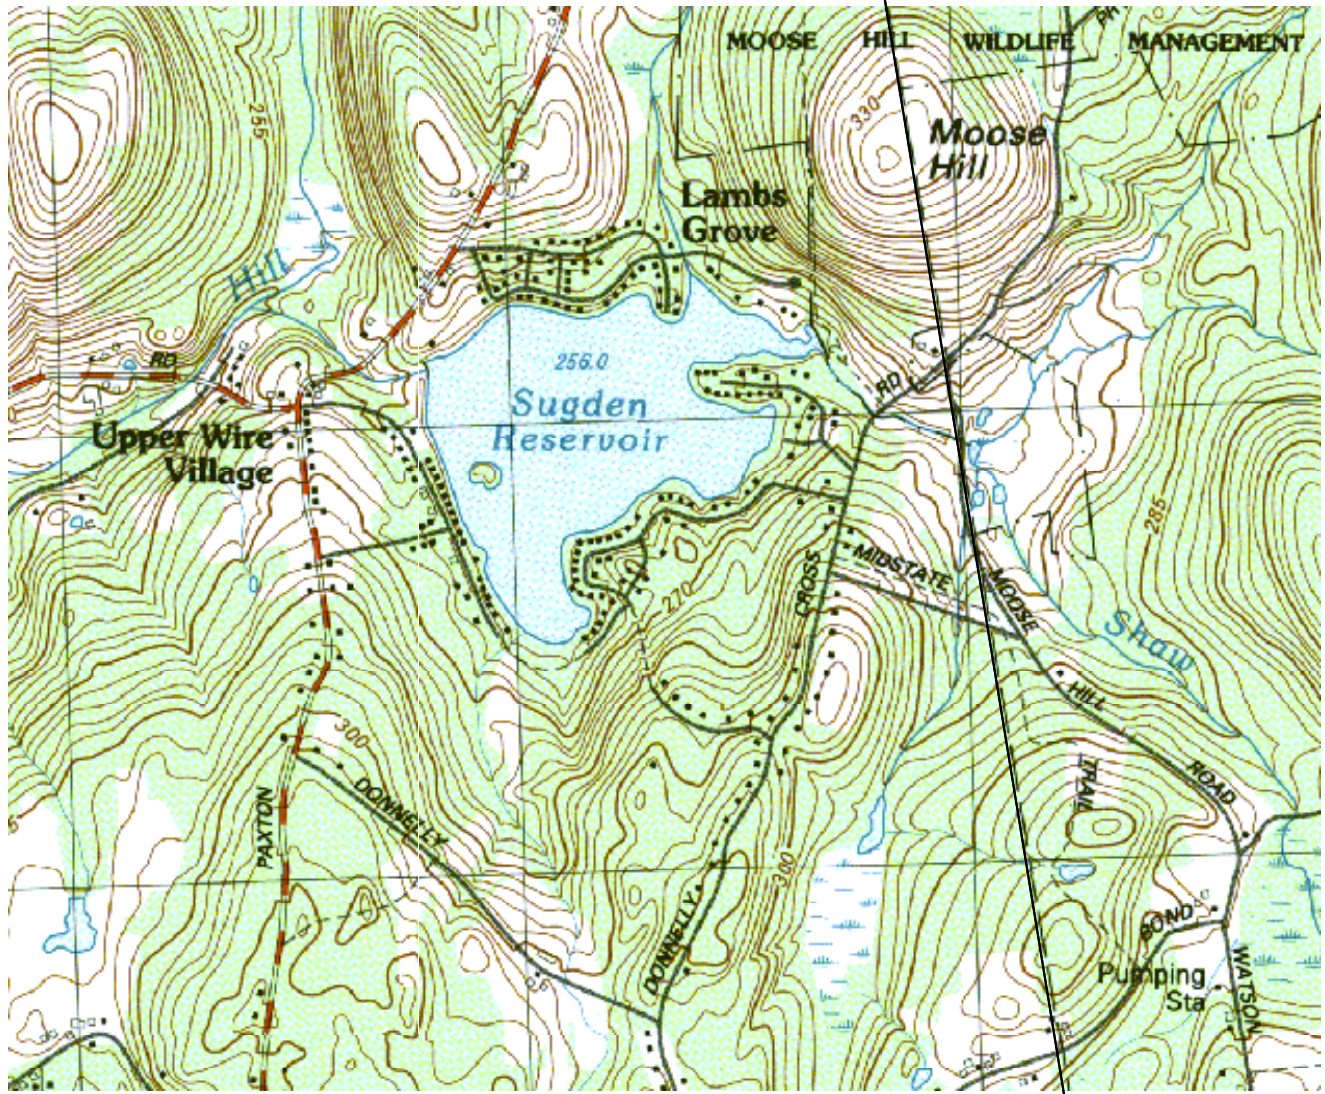 MOOSE HILL WILDLIFE MANAGEMENT
255
330
Moose
Hill
Lambs
Grove
Hill
RD
256.0
Sugden
Reservoir
RD
Upper Wire
Village
285
MIDSTATE
CROSS
MOOSE
270
Shaw
HILL
300
TRAIL
ROAD
DONNELLY
PAXTON
300
DONNELLY
POND
WATSON
Pumping
Sta